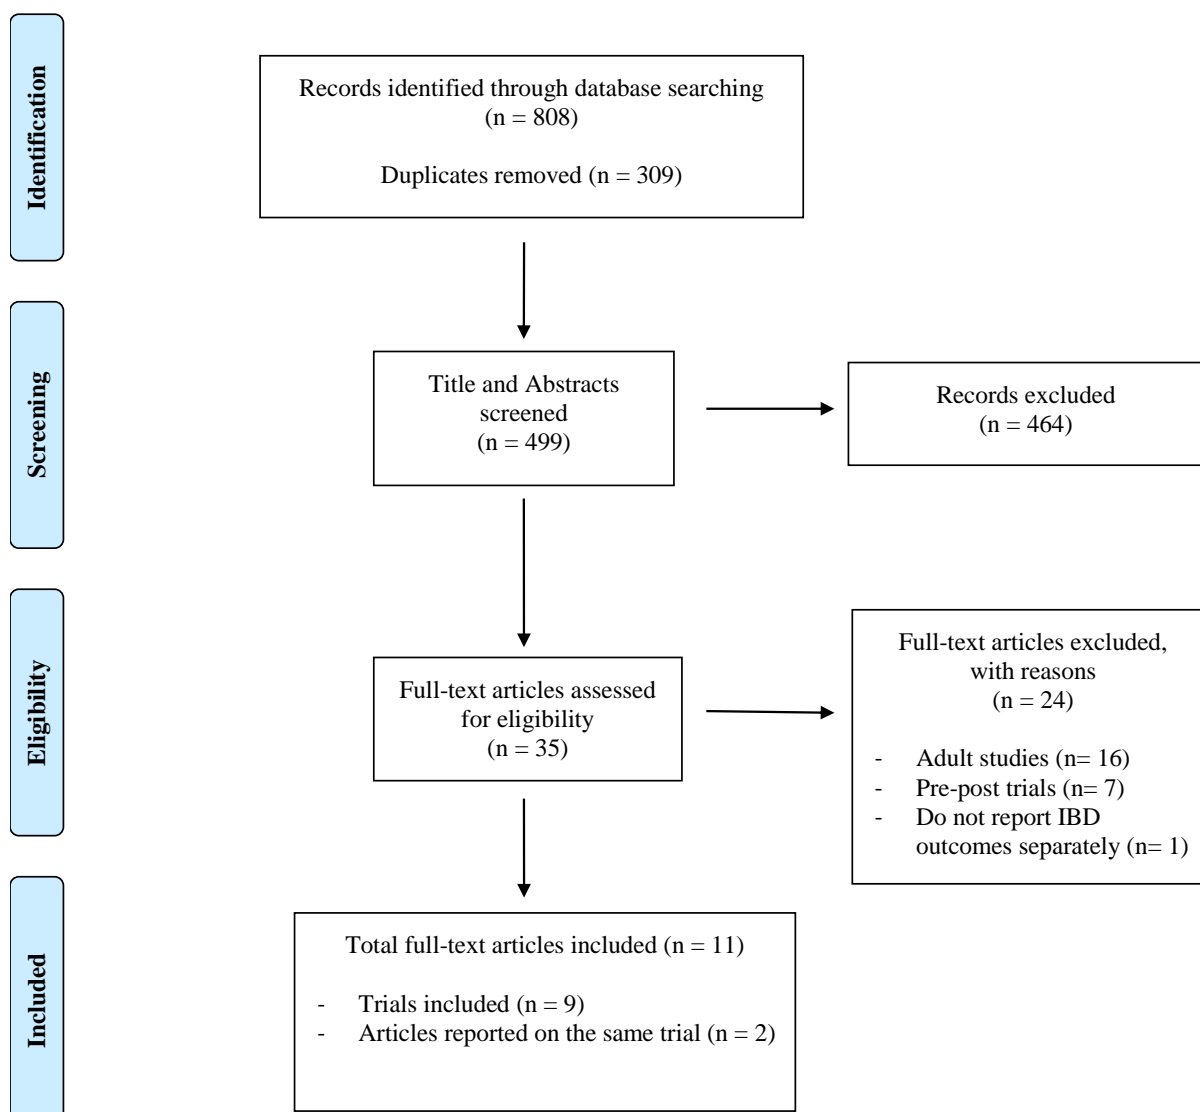 Identification
Records identified through database searching
(n = 808)
Duplicates removed (n = 309)
Screening
Title and Abstracts
screened
(n = 499)
Records excluded
(n = 464)
Eligibility
Full-text articles assessed
for eligibility
(n = 35)
Full-text articles excluded,
with reasons
(n = 24)
- Adult studies (n= 16)
- Pre-post trials (n= 7)
- Do not report IBD
outcomes separately (n= 1)
Included
Total full-text articles included (n = 11)
- Trials included (n = 9)
- Articles reported on the same trial (n = 2)